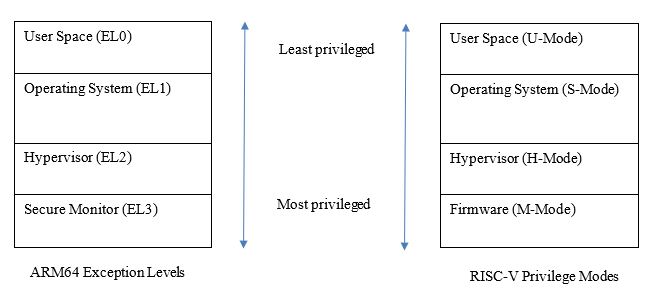 User Space (EL0)
Operating System (EL1)
Hypervisor (EL2)
Secure Monitor (EL3)
ARM64 Exception Levels
Least privileged
Most privileged
User Space (U-Mode)
Operating System (S-Mode)
Hypervisor (H-Mode)
Firmware (M-Mode)
RISC-V Privilege Modes